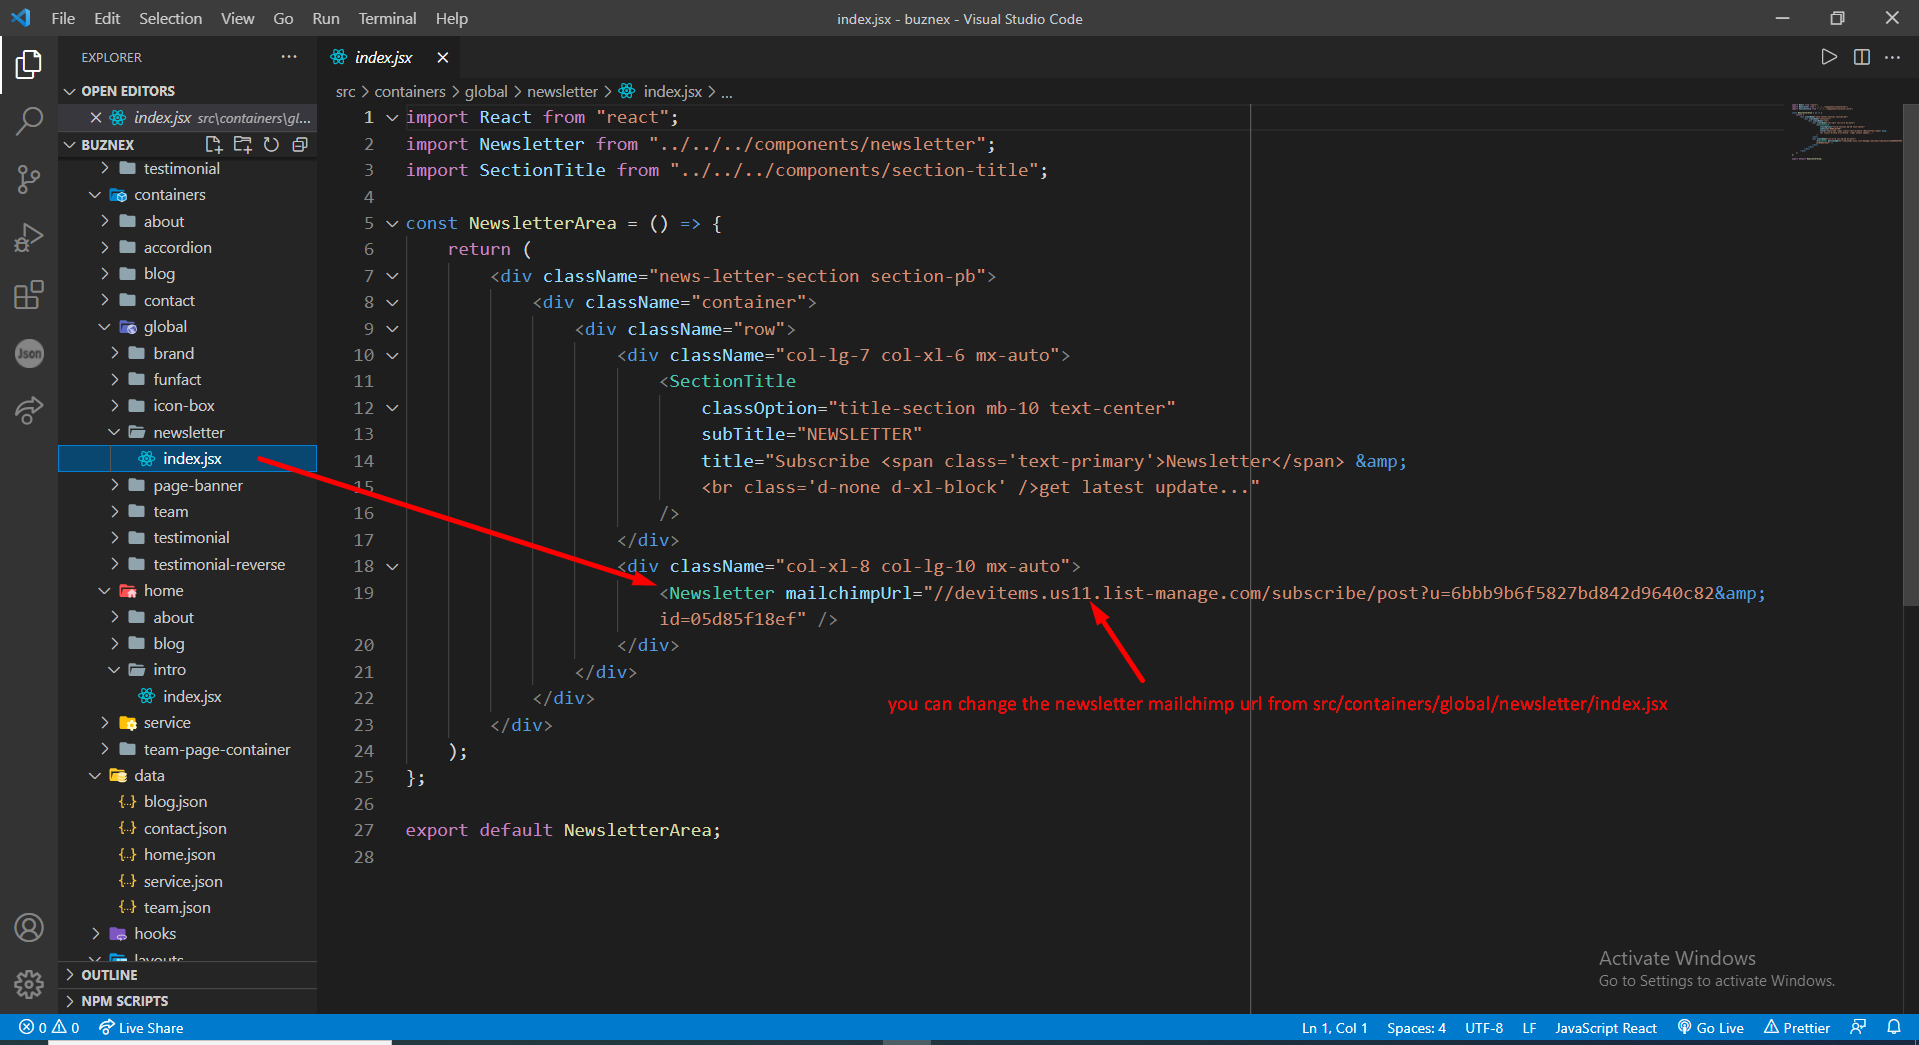 File Edit Selection View Go Run Terminal Help
index.jsx - buznex - Visual Studio Code
EXPLORER
OPEN EDITORS
index.jsx src\containers\gl...
BUZNEX
testimonial
containers
about
accordion
blog
contact
global
brand
funfact
icon-box
newsletter
index.jsx
page-banner
team
testimonial
testimonial-reverse
home
about
blog
intro
index.jsx
service
team-page-container
data
{..} blog.json
{..} contact.json
{..} home.json
{..} service.json
{..} team.json
hooks
layouts
OUTLINE
NPM SCRIPTS
Json
index.jsx
src > containers > global > newsletter > index.jsx > ...
1 import React from "react";
2 import Newsletter from "../../../components/newsletter";
3 import SectionTitle from "../../../components/section-title";
4
5 const NewsletterArea = () => {
6 return (
7 <div className="news-letter-section section-pb">
8 <div className="container">
9 <div className="row">
10 <div className="col-lg-7 col-xl-6 mx-auto">
11 <SectionTitle
12 classOption="title-section mb-10 text-center"
13 subTitle="NEWSLETTER"
14 title="Subscribe <span class='text-primary'>Newsletter</span> &amp;
15 <br class='d-none d-xl-block' />get latest update..."
16 />
17 </div>
18 <div className="col-xl-8 col-lg-10 mx-auto">
19 <Newsletter mailchimpUrl="//devitems.us11.list-manage.com/subscribe/post?u=6bbb9b6f5827bd842d9640c82&amp;
id=05d85f18ef" />
20 </div>
21 </div>
22 </div>
23 </div>
24 );
25 };
26
27 export default NewsletterArea;
28
you can change the newsletter mailchimp url from src/containers/global/newsletter/index.jsx
Activate Windows
Go to Settings to activate Windows.
0 0 Live Share
Ln 1, Col 1 Spaces: 4 UTF-8 LF JavaScript React Go Live Prettier